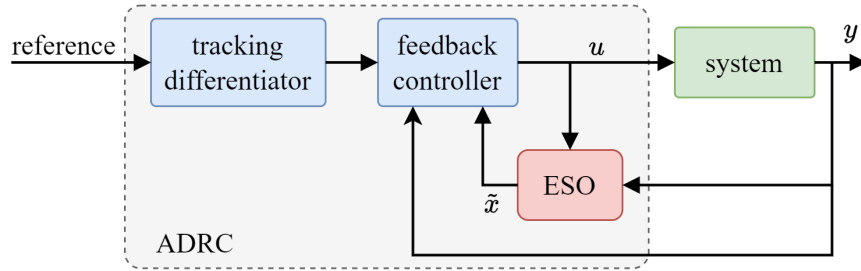 reference
tracking
differentiator
feedback
controller
u
system
y
ESO
x̃
ADRC